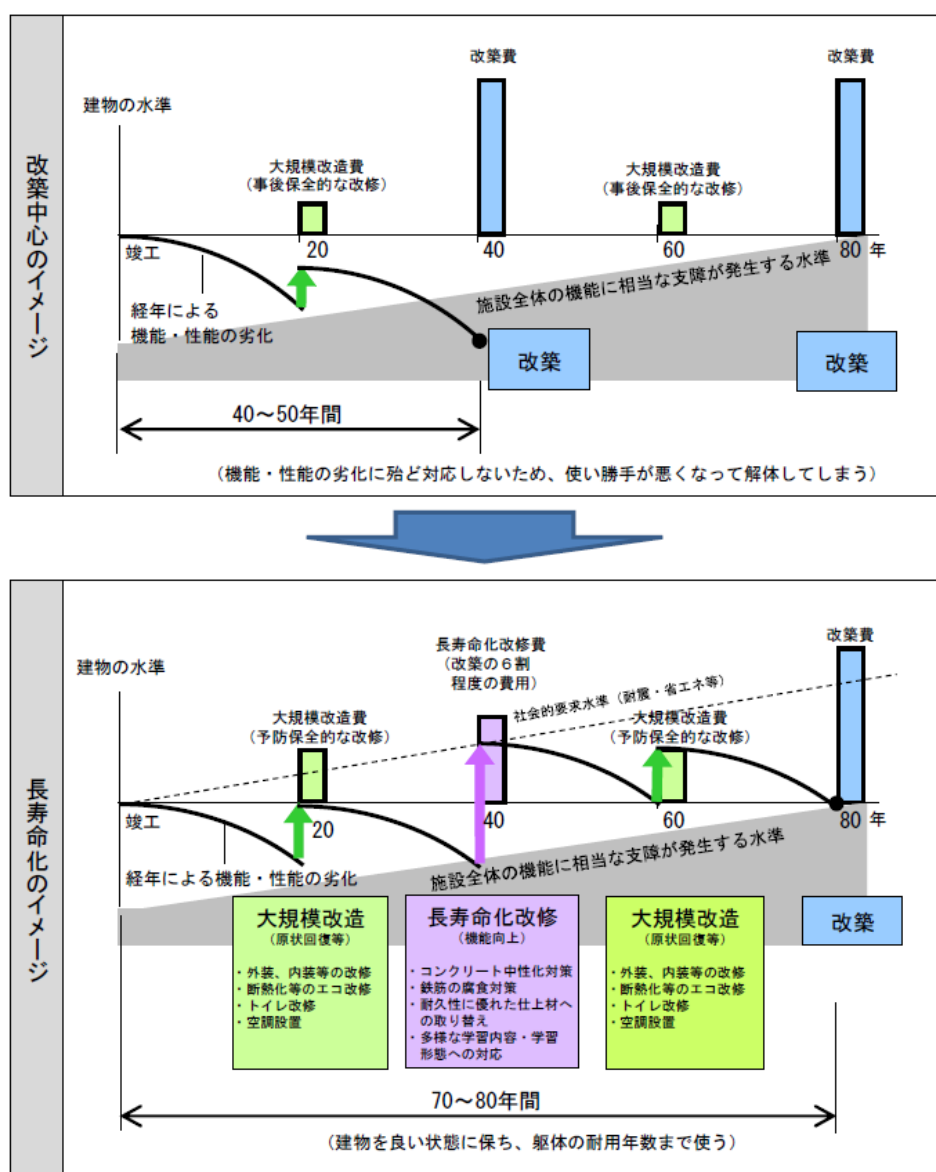 改築中心のイメージ
改築費
改築費
建物の水準
大規模改造費
（事後保全的な改修）
大規模改造費
（事後保全的な改修）
竣工
20
40
60
80 年
経年による
機能・性能の劣化
施設全体の機能に相当な支障が発生する水準
改築
改築
40～50年間
（機能・性能の劣化に殆ど対応しないため、使い勝手が悪くなって解体してしまう）
長寿命化のイメージ
建物の水準
長寿命化改修費
（改築の６割
程度の費用）
改築費
社会的要求水準（耐震・省エネ等）
大規模改造費
（予防保全的な改修）
大規模改造費
（予防保全的な改修）
竣工
20
40
60
80 年
経年による機能・性能の劣化
施設全体の機能に相当な支障が発生する水準
大規模改造
（原状回復等）
・外装、内装等の改修
・断熱化等のエコ改修
・トイレ改修
・空調設置
長寿命化改修
（機能向上）
・コンクリート中性化対策
・鉄筋の腐食対策
・耐久性に優れた仕上材へ
の取り替え
・多様な学習内容・学習
形態への対応
大規模改造
（原状回復等）
・外装、内装等の改修
・断熱化等のエコ改修
・トイレ改修
・空調設置
改築
70～80年間
（建物を良い状態に保ち、躯体の耐用年数まで使う）